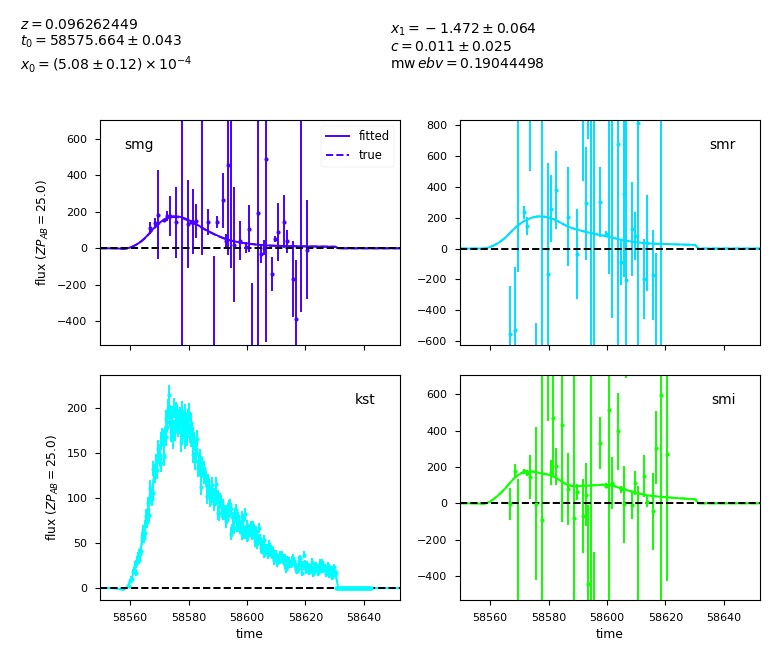 z = 0.096262449
t₀ = 58575.664 ± 0.043
x₀ = (5.08 ± 0.12) × 10⁻⁴
x₁ = −1.472 ± 0.064
c = 0.011 ± 0.025
mw ebv = 0.19044498
smg
fitted
true
600
400
200
0
−200
−400
flux (ZP_AB = 25.0)
smr
800
600
400
200
0
−200
−400
−600
kst
200
150
100
50
0
flux (ZP_AB = 25.0)
58560 58580 58600 58620 58640
time
smi
600
400
200
0
−200
−400
58560 58580 58600 58620 58640
time